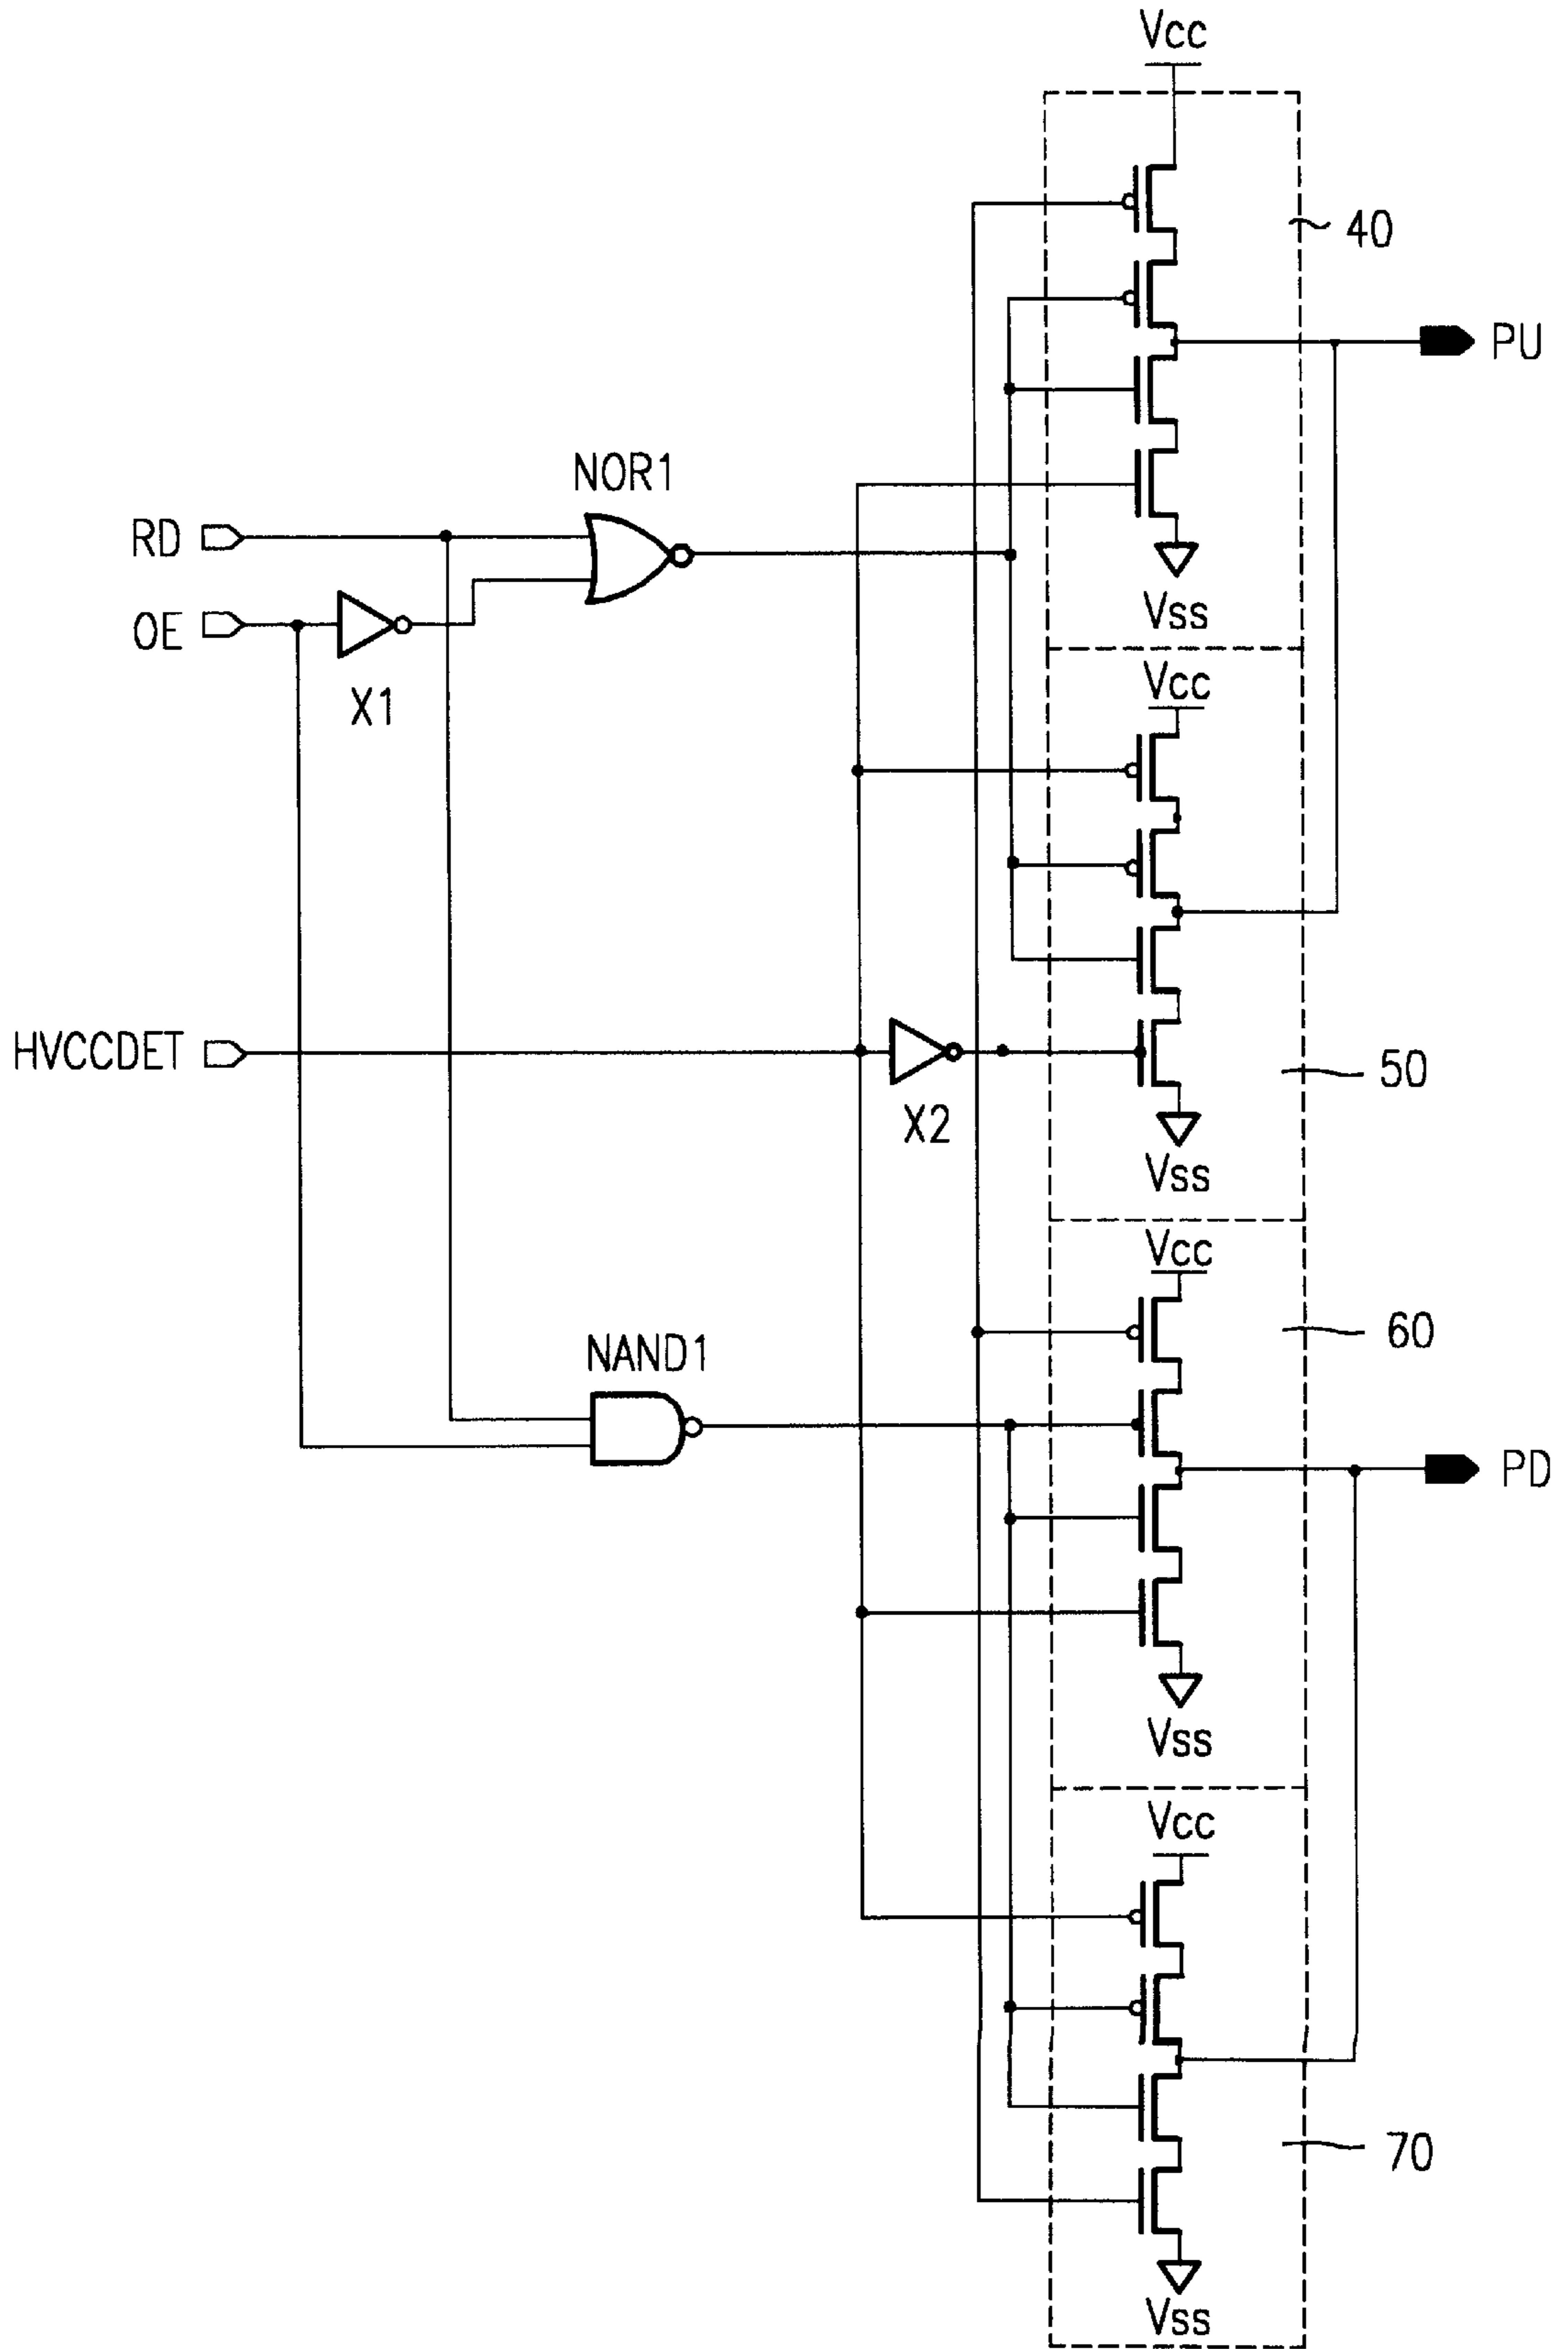 Vcc
40
PU
NOR1
RD
OE
X1
Vss
Vcc
HVCCDET
X2
50
Vss
Vcc
60
NAND1
PD
Vss
Vcc
70
Vss